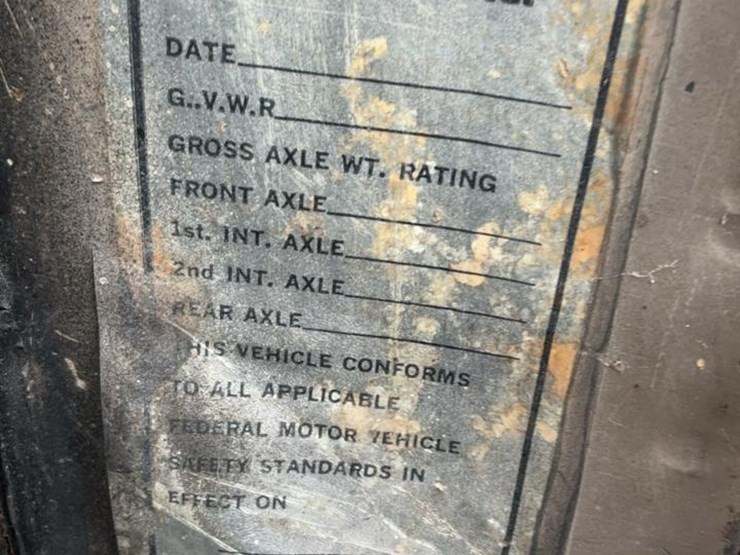 DATE
G..V.W.R
GROSS AXLE WT. RATING
FRONT AXLE
1st. INT. AXLE
2nd INT. AXLE
REAR AXLE
THIS VEHICLE CONFORMS
TO ALL APPLICABLE
FEDERAL MOTOR VEHICLE
SAFETY STANDARDS IN
EFFECT ON